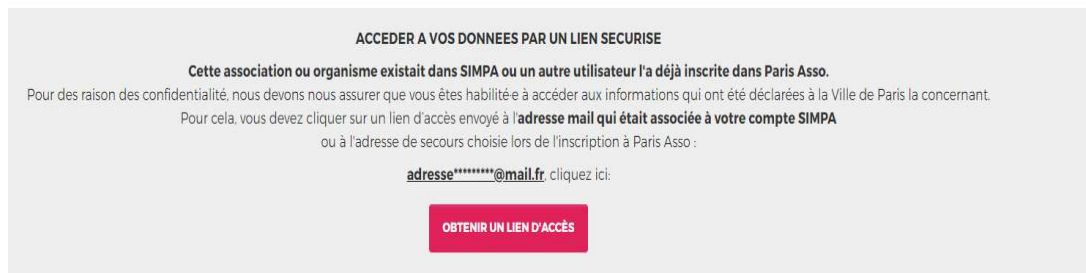 ACCEDER A VOS DONNEES PAR UN LIEN SECURISE
Cette association ou organisme existait dans SIMPA ou un autre utilisateur l'a déjà inscrite dans Paris Asso.
Pour des raison des confidentialité, nous devons nous assurer que vous êtes habilité·e à accéder aux informations qui ont été déclarées à la Ville de Paris la concernant.
Pour cela, vous devez cliquer sur un lien d'accès envoyé à l'adresse mail qui était associée à votre compte SIMPA
ou à l'adresse de secours choisie lors de l'inscription à Paris Asso :
adresse*********@mail.fr, cliquez ici:
OBTENIR UN LIEN D'ACCÈS